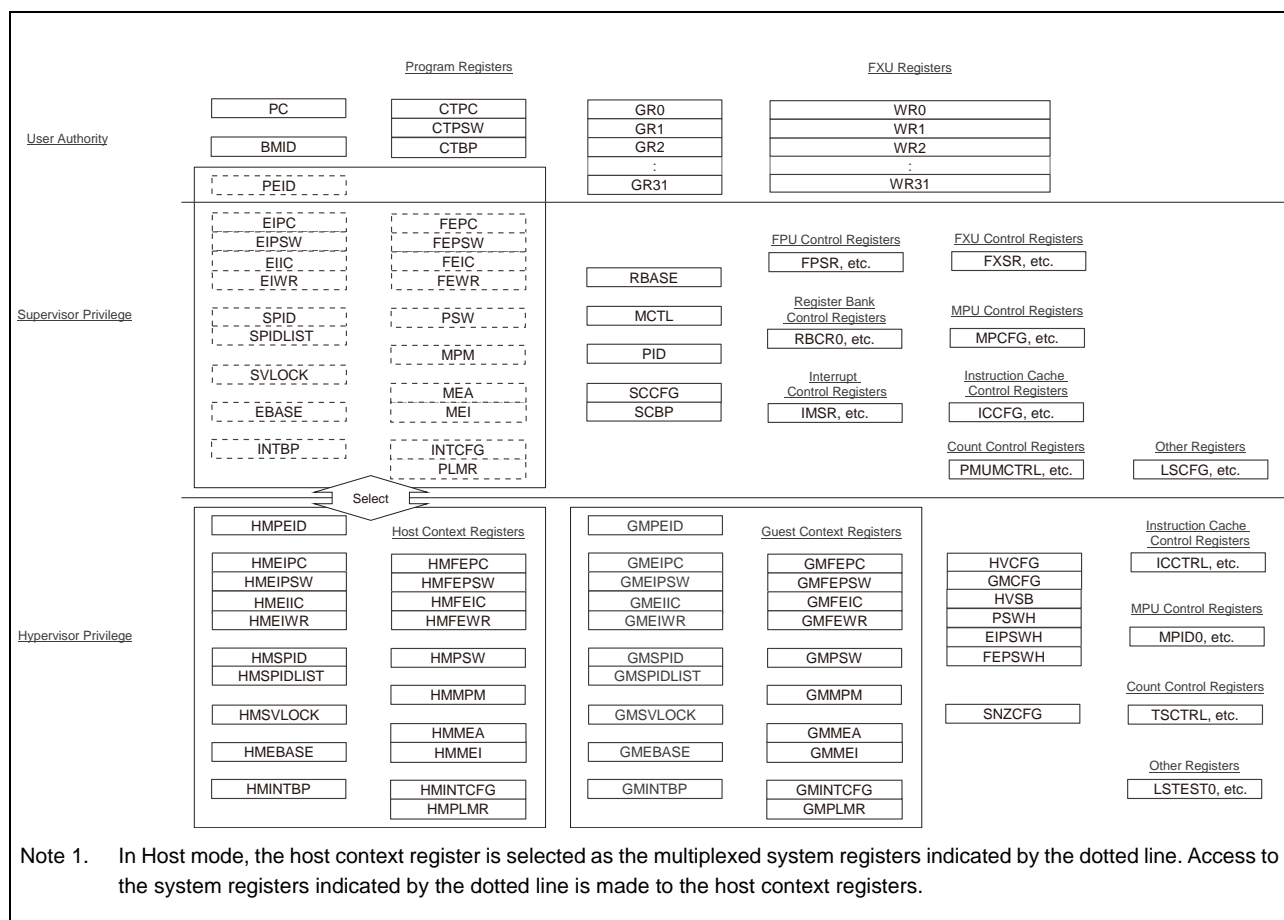 Program Registers
FXU Registers
User Authority
PC
BMID
PEID
CTPC
CTPSW
CTBP
GR0
GR1
GR2
:
GR31
WR0
WR1
WR2
:
WR31
Supervisor Privilege
EIPC
EIPSW
EIIC
EIWR
SPID
SPIDLIST
SVLOCK
EBASE
INTBP
FEPC
FEPSW
FEIC
FEWR
PSW
MPM
MEA
MEI
INTCFG
PLMR
RBASE
MCTL
PID
SCCFG
SCBP
FPU Control Registers
FPSR, etc.
Register Bank
Control Registers
RBCR0, etc.
Interrupt
Control Registers
IMSR, etc.
FXU Control Registers
FXSR, etc.
MPU Control Registers
MPCFG, etc.
Instruction Cache
Control Registers
ICCFG, etc.
Count Control Registers
PMUMCTRL, etc.
Other Registers
LSCFG, etc.
Select
Hypervisor Privilege
HMPEID
HMEIPC
HMEIPSW
HMEIIC
HMEIWR
HMSPID
HMSPIDLIST
HMSVLOCK
HMEBASE
HMINTBP
Host Context Registers
HMFEPC
HMFEPSW
HMFEIC
HMFEWR
HMPSW
HMMPM
HMMEA
HMMEI
HMINTCFG
HMPLMR
GMPEID
GMEIPC
GMEIPSW
GMEIIC
GMEIWR
GMSPID
GMSPIDLIST
GMSVLOCK
GMEBASE
GMINTBP
Guest Context Registers
GMFEPC
GMFEPSW
GMFEIC
GMFEWR
GMPSW
GMMPM
GMMEA
GMMEI
GMINTCFG
GMPLMR
HVCFG
GMCFG
HVSB
PSWH
EIPSWH
FEPSWH
SNZCFG
Instruction Cache
Control Registers
ICCTRL, etc.
MPU Control Registers
MPID0, etc.
Count Control Registers
TSCTRL, etc.
Other Registers
LSTEST0, etc.
Note 1. In Host mode, the host context register is selected as the multiplexed system registers indicated by the dotted line. Access to
the system registers indicated by the dotted line is made to the host context registers.